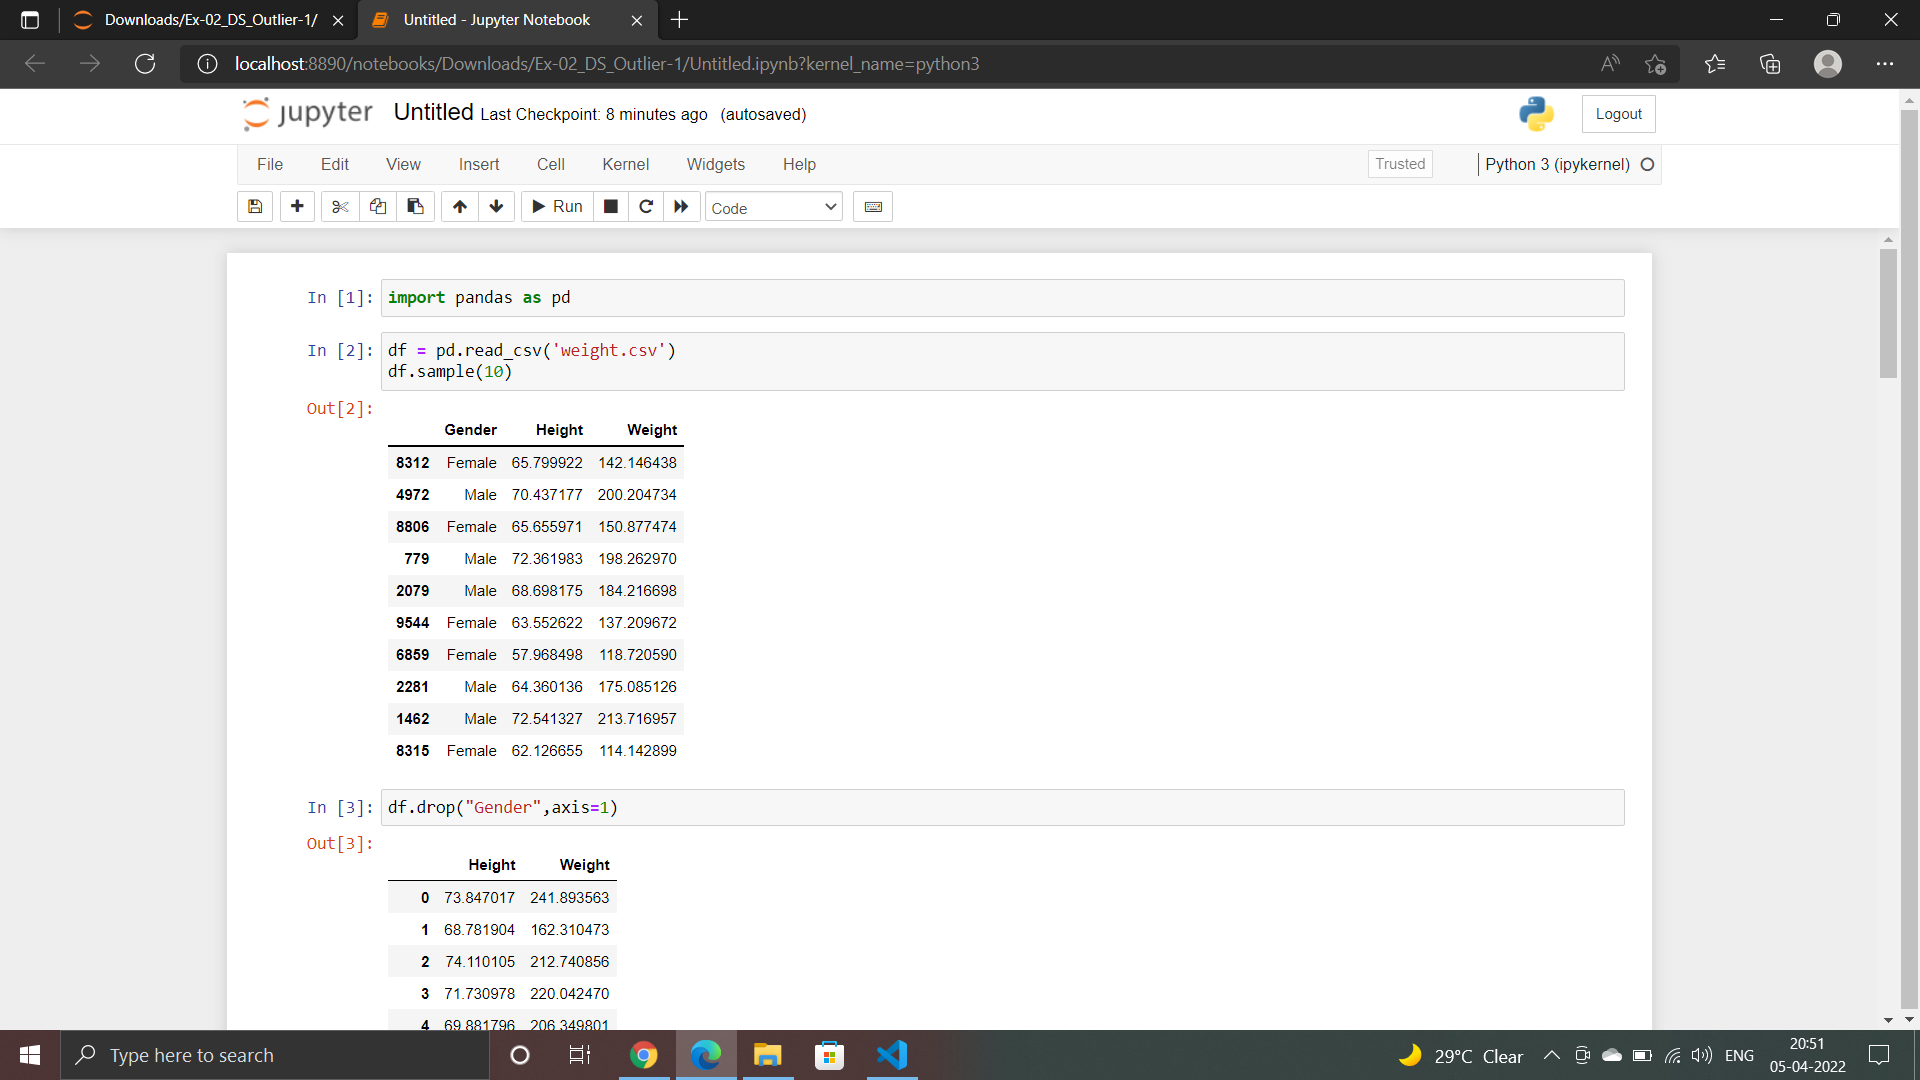 Downloads/Ex-02_DS_Outlier-1/
Untitled - Jupyter Notebook
localhost:8890/notebooks/Downloads/Ex-02_DS_Outlier-1/Untitled.ipynb?kernel_name=python3
jupyter Untitled Last Checkpoint: 8 minutes ago (autosaved)
Logout
File Edit View Insert Cell Kernel Widgets Help
Trusted
Python 3 (ipykernel)
Run
Code
In [1]: import pandas as pd
In [2]: df = pd.read_csv('weight.csv')
df.sample(10)
Out[2]:
Gender Height Weight
8312 Female 65.799922 142.146438
4972 Male 70.437177 200.204734
8806 Female 65.655971 150.877474
779 Male 72.361983 198.262970
2079 Male 68.698175 184.216698
9544 Female 63.552622 137.209672
6859 Female 57.968498 118.720590
2281 Male 64.360136 175.085126
1462 Male 72.541327 213.716957
8315 Female 62.126655 114.142899
In [3]: df.drop("Gender",axis=1)
Out[3]:
Height Weight
0 73.847017 241.893563
1 68.781904 162.310473
2 74.110105 212.740856
3 71.730978 220.042470
4 69.881796 206.349801
Type here to search
29°C Clear
ENG
20:51
05-04-2022